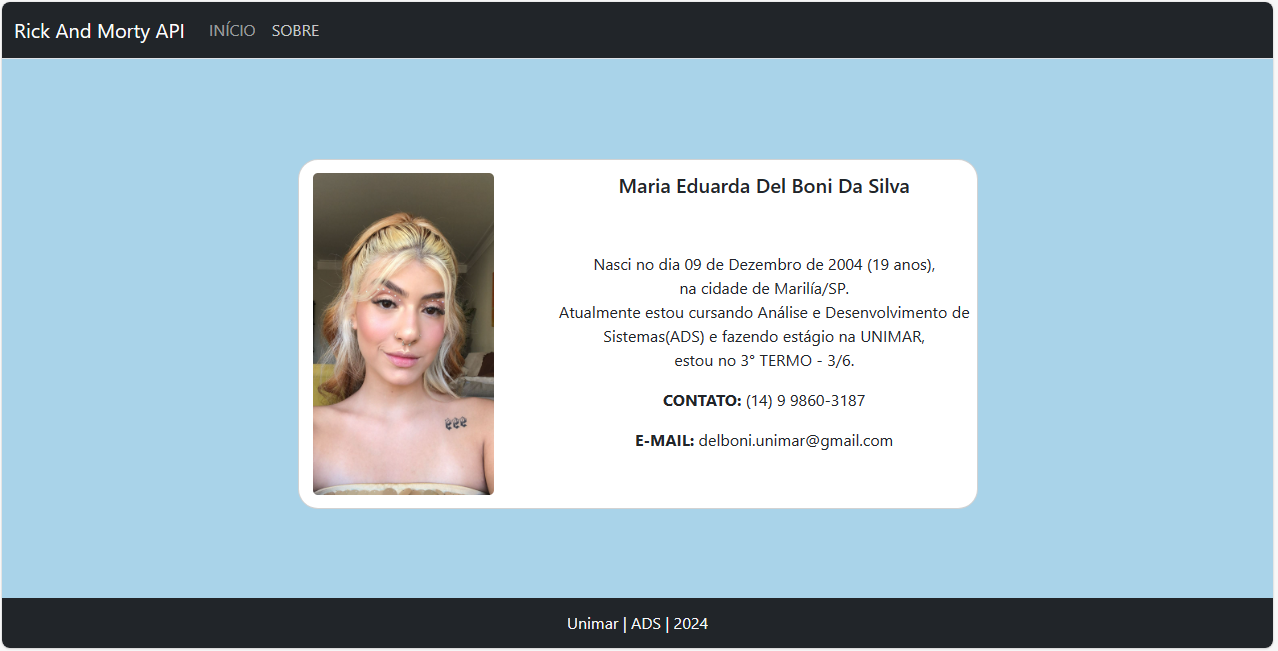 Rick And Morty API INÍCIO SOBRE
Maria Eduarda Del Boni Da Silva
Nasci no dia 09 de Dezembro de 2004 (19 anos),
na cidade de Marilía/SP.
Atualmente estou cursando Análise e Desenvolvimento de
Sistemas(ADS) e fazendo estágio na UNIMAR,
estou no 3° TERMO - 3/6.
CONTATO: (14) 9 9860-3187
E-MAIL: delboni.unimar@gmail.com
Unimar | ADS | 2024